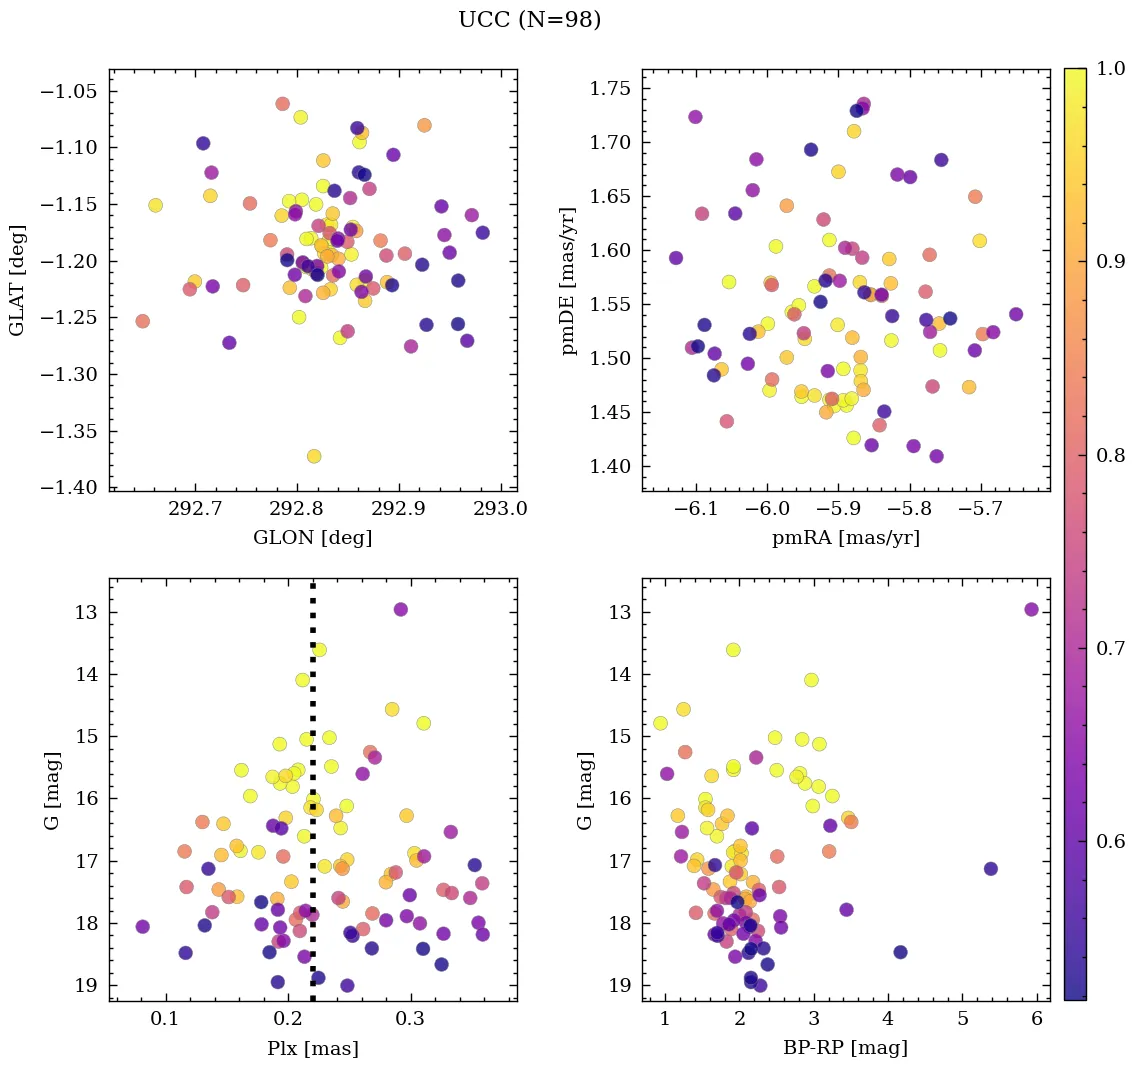 UCC (N=98)
−1.05
−1.10
−1.15
−1.20
−1.25
−1.30
−1.35
−1.40
GLAT [deg]
292.7 292.8 292.9 293.0
GLON [deg]
1.75
1.70
1.65
1.60
1.55
1.50
1.45
1.40
pmDE [mas/yr]
−6.1 −6.0 −5.9 −5.8 −5.7
pmRA [mas/yr]
1.0
0.9
0.8
0.7
0.6
13
14
15
16
17
18
19
G [mag]
0.1 0.2 0.3
Plx [mas]
13
14
15
16
17
18
19
G [mag]
1 2 3 4 5 6
BP-RP [mag]